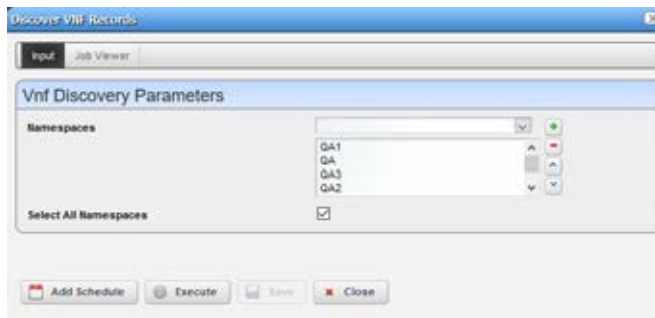 Discover VNF Records
Input Job Viewer
Vnf Discovery Parameters
Namespaces
QA1
QA
QA3
QA2
Select All Namespaces
Add Schedule Execute Save Close